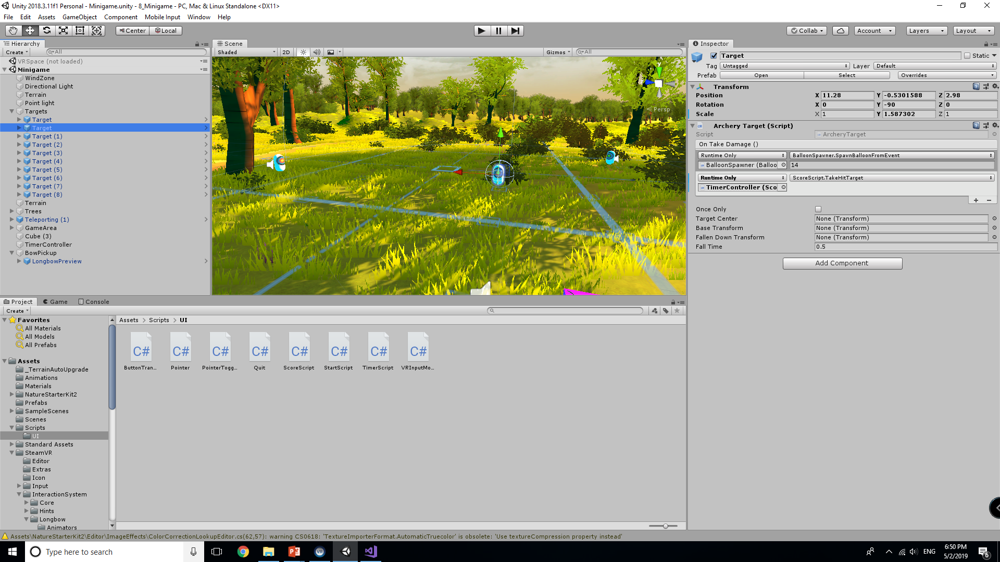 Unity 2018.3.11f1 Personal - Minigame.unity - 8_Minigame - PC, Mac & Linux Standalone <DX11>
File Edit Assets GameObject Component Mobile Input Window Help
Center Local Collab Account Layers Layout
Hierarchy
Create All
VRSpace (not loaded)
Minigame
WindZone
Directional Light
Terrain
Point light
Targets
Target
Target
Target (1)
Target (2)
Target (3)
Target (4)
Target (5)
Target (6)
Target (7)
Target (8)
Terrain
Trees
Teleporting (1)
GameArea
Cube (3)
TimerController
BowPickup
LongbowPreview
Scene
Shaded 2D Gizmos All
y
Persp
Inspector
Target Static
Tag Untagged Layer Default
Prefab Open Select Overrides
Transform
Position X 11.28 Y -0.5301588 Z 2.98
Rotation X 0 Y -90 Z 0
Scale X 1 Y 1.587302 Z 1
Archery Target (Script)
Script ArcheryTarget
On Take Damage ()
Runtime Only BalloonSpawner.SpawnBalloonFromEvent
BalloonSpawner (Balloo 14
Runtime Only ScoreScript.TakeHitTarget
TimerController (Sco
+ −
Once Only
Target Center None (Transform)
Base Transform None (Transform)
Fallen Down Transform None (Transform)
Fall Time 0.5
Add Component
Project Game Console
Create
Favorites
All Materials
All Models
All Prefabs
Assets
_TerrainAutoUpgrade
Animations
Materials
NatureStarterKit2
Prefabs
SampleScenes
Scenes
Scripts
UI
Standard Assets
SteamVR
Editor
Extras
Icon
Input
InteractionSystem
Core
Hints
Longbow
Animators
Assets > Scripts > UI
C# C# C# C# C# C# C# C#
ButtonTran... Pointer PointerTogg... Quit ScoreScript StartScript TimerScript VRInputMo...
Assets\NatureStarterKit2\Editor\ImageEffects\ColorCorrectionLookupEditor.cs(62,57): warning CS0618: 'TextureImporterFormat.AutomaticTruecolor' is obsolete: 'Use textureCompression property instead'
Type here to search
VR
ENG
6:50 PM
5/2/2019
6